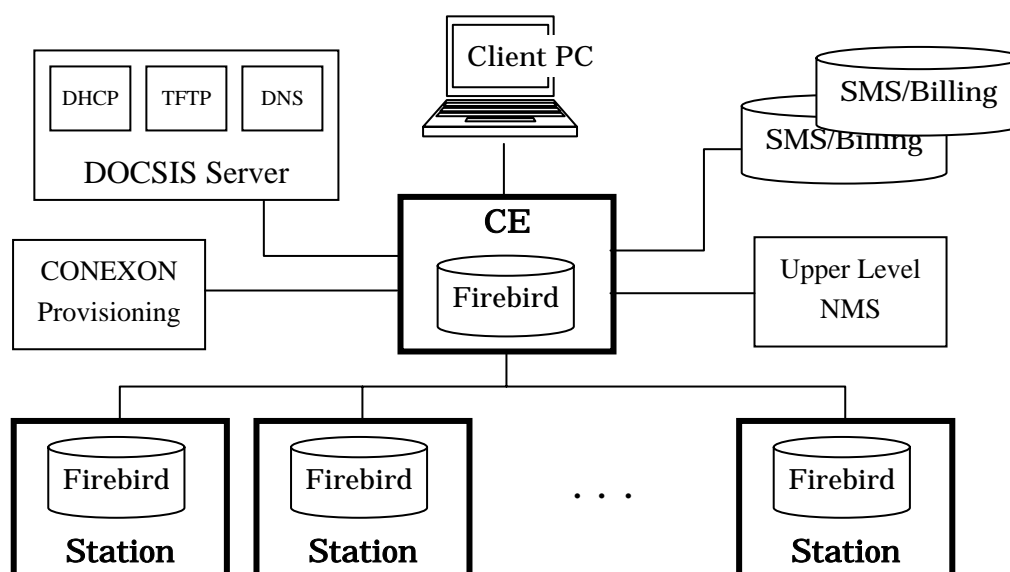 Client PC
DHCP TFTP DNS
DOCSIS Server
SMS/Billing
SMS/Billing
CE
Firebird
CONEXON
Provisioning
Upper Level
NMS
Firebird Firebird . . . Firebird
Station Station Station